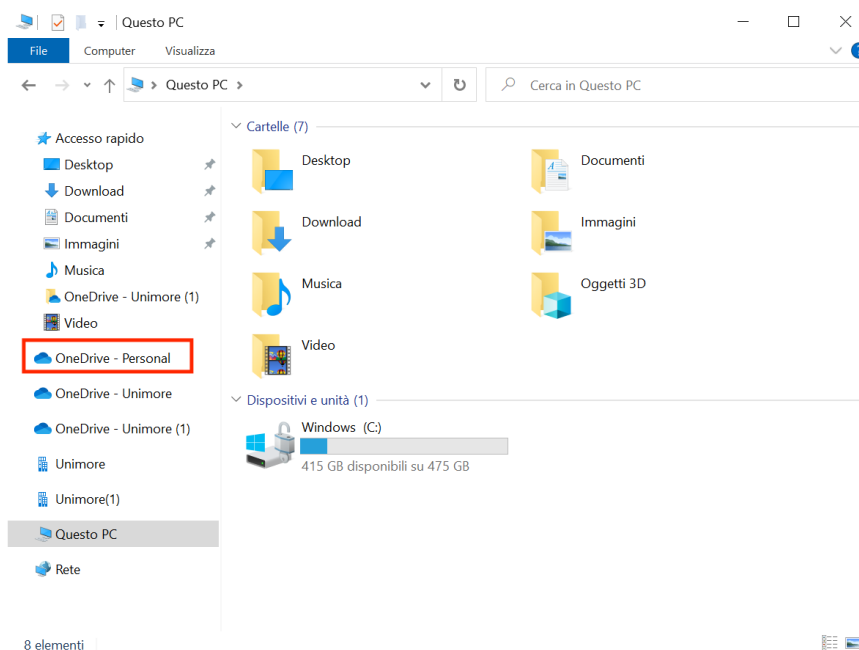 Questo PC
File Computer Visualizza
Questo PC
Cerca in Questo PC
Accesso rapido
Desktop
Download
Documenti
Immagini
Musica
OneDrive - Unimore (1)
Video
OneDrive - Personal
OneDrive - Unimore
OneDrive - Unimore (1)
Unimore
Unimore(1)
Questo PC
Rete
Cartelle (7)
Desktop
Documenti
Download
Immagini
Musica
Oggetti 3D
Video
Dispositivi e unità (1)
Windows (C:)
415 GB disponibili su 475 GB
8 elementi